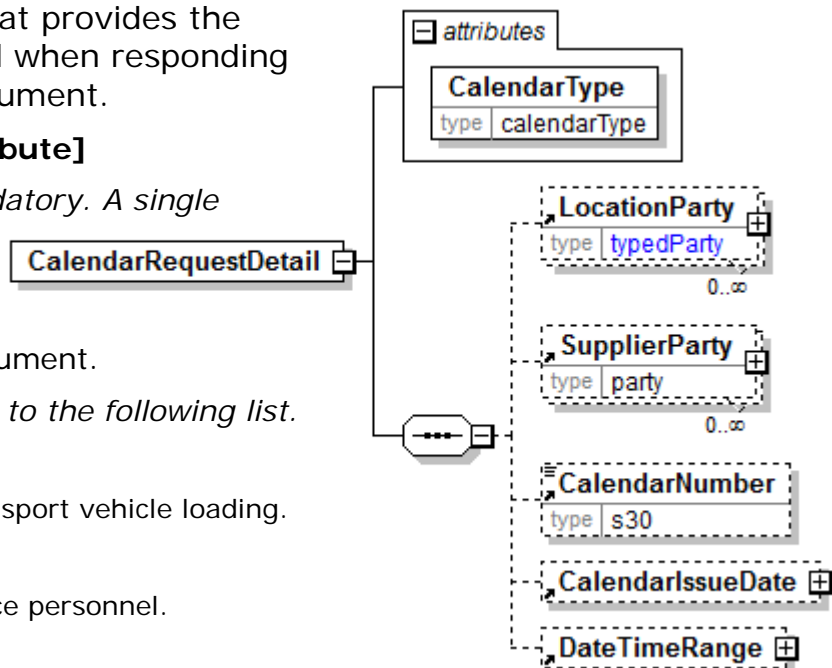 at provides the
l when responding
ument.
bute]
latory. A single
ument.
to the following list.
sport vehicle loading.
ce personnel.
attributes
CalendarType
type calendarType
CalendarRequestDetail
LocationParty
type typedParty
0..∞
SupplierParty
type party
0..∞
CalendarNumber
type s30
CalendarIssueDate
DateTimeRange